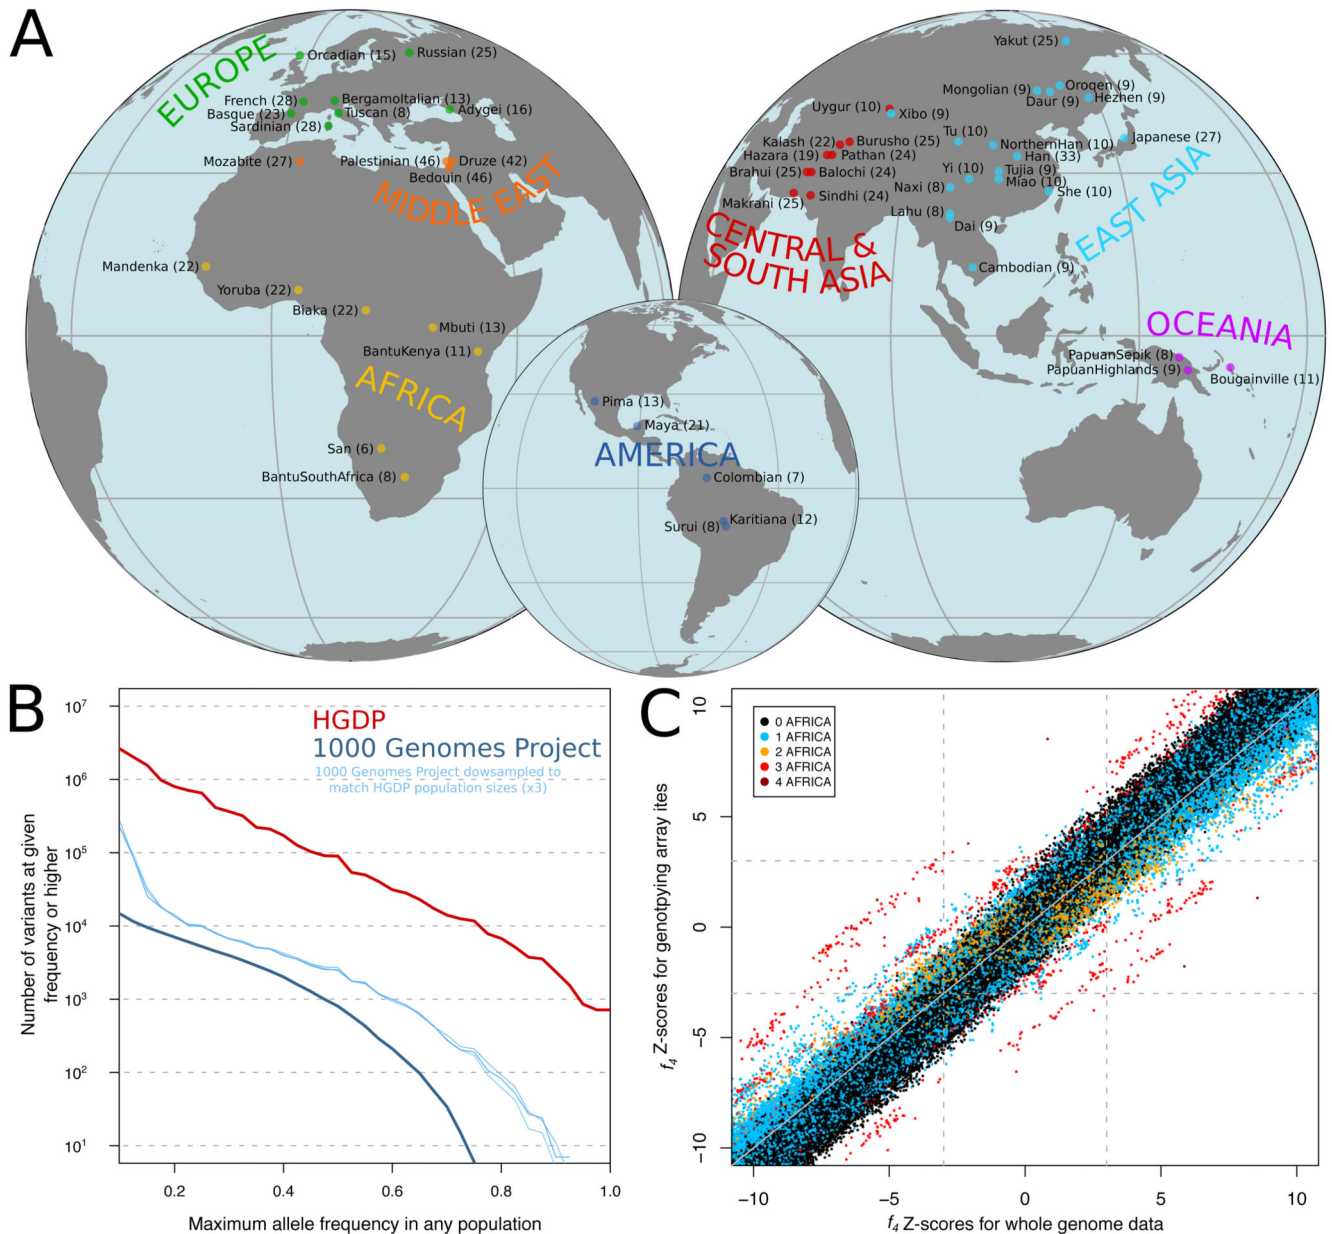 A
EUROPE
Orcadian (15)
Russian (25)
French (28)
BergamoItalian (13)
Basque (23)
Tuscan (8)
Adygei (16)
Sardinian (28)
Mozabite (27)
Palestinian (46)
Druze (42)
Bedouin (46)
MIDDLE EAST
Mandenka (22)
Yoruba (22)
Biaka (22)
Mbuti (13)
BantuKenya (11)
AFRICA
San (6)
BantuSouthAfrica (8)
Yakut (25)
Mongolian (9)
Oroqen (9)
Daur (9)
Hezhen (9)
Uygur (10)
Xibo (9)
Tu (10)
Japanese (27)
Kalash (22)
Burusho (25)
NorthernHan (10)
Hazara (19)
Pathan (24)
Han (33)
Brahui (25)
Balochi (24)
Yi (10)
Tujia (9)
Miao (10)
Naxi (8)
She (10)
Makrani (25)
Sindhi (24)
Lahu (8)
Dai (9)
EAST ASIA
CENTRAL &
SOUTH ASIA
Cambodian (9)
OCEANIA
PapuanSepik (8)
PapuanHighlands (9)
Bougainville (11)
Pima (13)
Maya (21)
AMERICA
Colombian (7)
Karitiana (12)
Surui (8)
B
HGDP
1000 Genomes Project
1000 Genomes Project dowsampled to
match HGDP population sizes (x3)
Number of variants at given
frequency or higher
10⁷
10⁶
10⁵
10⁴
10³
10²
10¹
0.2 0.4 0.6 0.8 1.0
Maximum allele frequency in any population
C
0 AFRICA
1 AFRICA
2 AFRICA
3 AFRICA
4 AFRICA
f₄ Z-scores for genotpying array ites
10
5
0
−5
−10
−10 −5 0 5 10
f₄ Z-scores for whole genome data